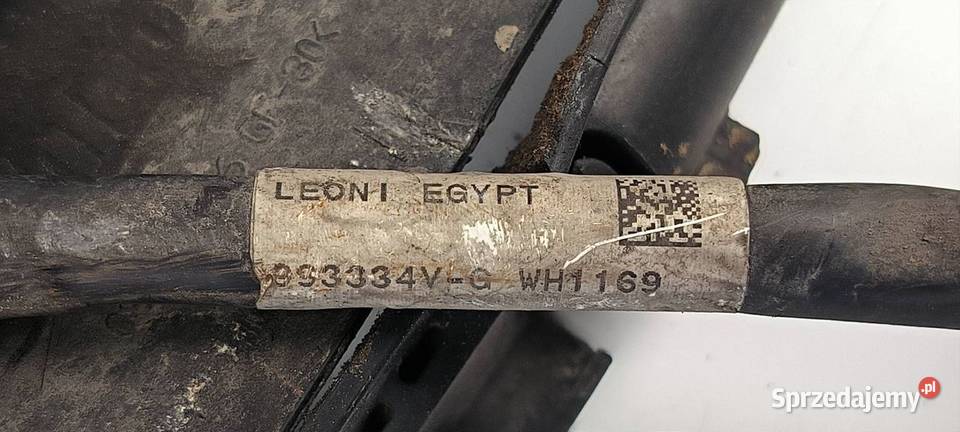 LEONI EGYPT
993334V-G WH1169
Sprzedajemy.pl